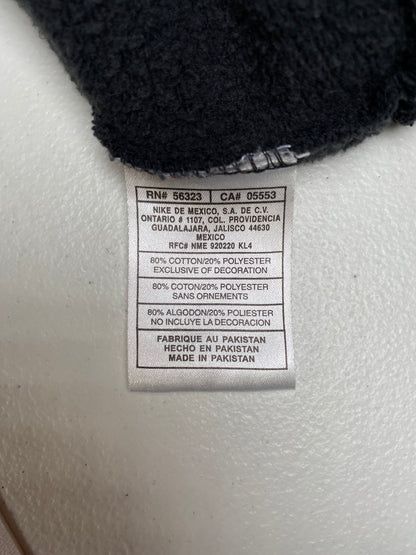 RN# 56323 CA# 05553
NIKE DE MEXICO, S.A. DE C.V.
ONTARIO # 1107, COL. PROVIDENCIA
GUADALAJARA, JALISCO 44630
MEXICO
RFC# NME 920220 KL4
80% COTTON/20% POLYESTER
EXCLUSIVE OF DECORATION
80% COTON/20% POLYESTER
SANS ORNEMENTS
80% ALGODON/20% POLIESTER
NO INCLUYE LA DECORACION
FABRIQUE AU PAKISTAN
HECHO EN PAKISTAN
MADE IN PAKISTAN